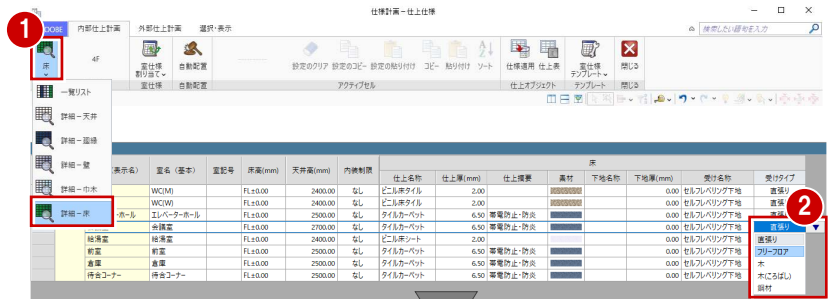 仕様計画－仕上仕様
1
内部仕上計画 外部仕上計画 選択・表示
検索したい語句を入力
床
4F
室仕様
割り当て
自動配置
設定のクリア 設定のコピー 設定の貼り付け コピー 貼り付け ソート
仕様適用 仕上表
室仕様
テンプレート
閉じる
室仕様 自動配置 アクティブセル 仕上オブジェクト テンプレート 閉じる
一覧リスト
詳細－天井
詳細－廻縁
詳細－壁
詳細－巾木
詳細－床
床
表示名) 室名（基本） 室記号 床高(mm) 天井高(mm) 内装制限 仕上名称 仕上厚(mm) 仕上摘要 素材 下地名称 下地厚(mm) 受け名称 受けタイプ
WC(M) FL±0.00 2400.00 なし ビニル床タイル 2.00 0.00 セルフレベリング下地 直張り
WC(W) FL±0.00 2400.00 なし ビニル床タイル 2.00 0.00 セルフレベリング下地
・ホール エレベーターホール FL±0.00 2500.00 なし タイルカーペット 6.50 帯電防止・防炎 0.00 セルフレベリング下地
会議室 FL±0.00 2700.00 なし タイルカーペット 6.50 帯電防止・防炎 0.00 セルフレベリング下地 直張り
給湯室 給湯室 FL±0.00 2400.00 なし ビニル床シート 2.00 0.00 セルフレベリング下地
前室 前室 FL±0.00 2500.00 なし タイルカーペット 6.50 帯電防止・防炎 0.00 セルフレベリング下地
倉庫 倉庫 FL±0.00 2500.00 なし タイルカーペット 6.50 帯電防止・防炎 0.00 セルフレベリング下地
待合コーナー 待合コーナー FL±0.00 2500.00 なし タイルカーペット 6.50 帯電防止・防炎 0.00 セルフレベリング下地
2
直張り
フリーフロア
木
木(ころばし)
鋼材